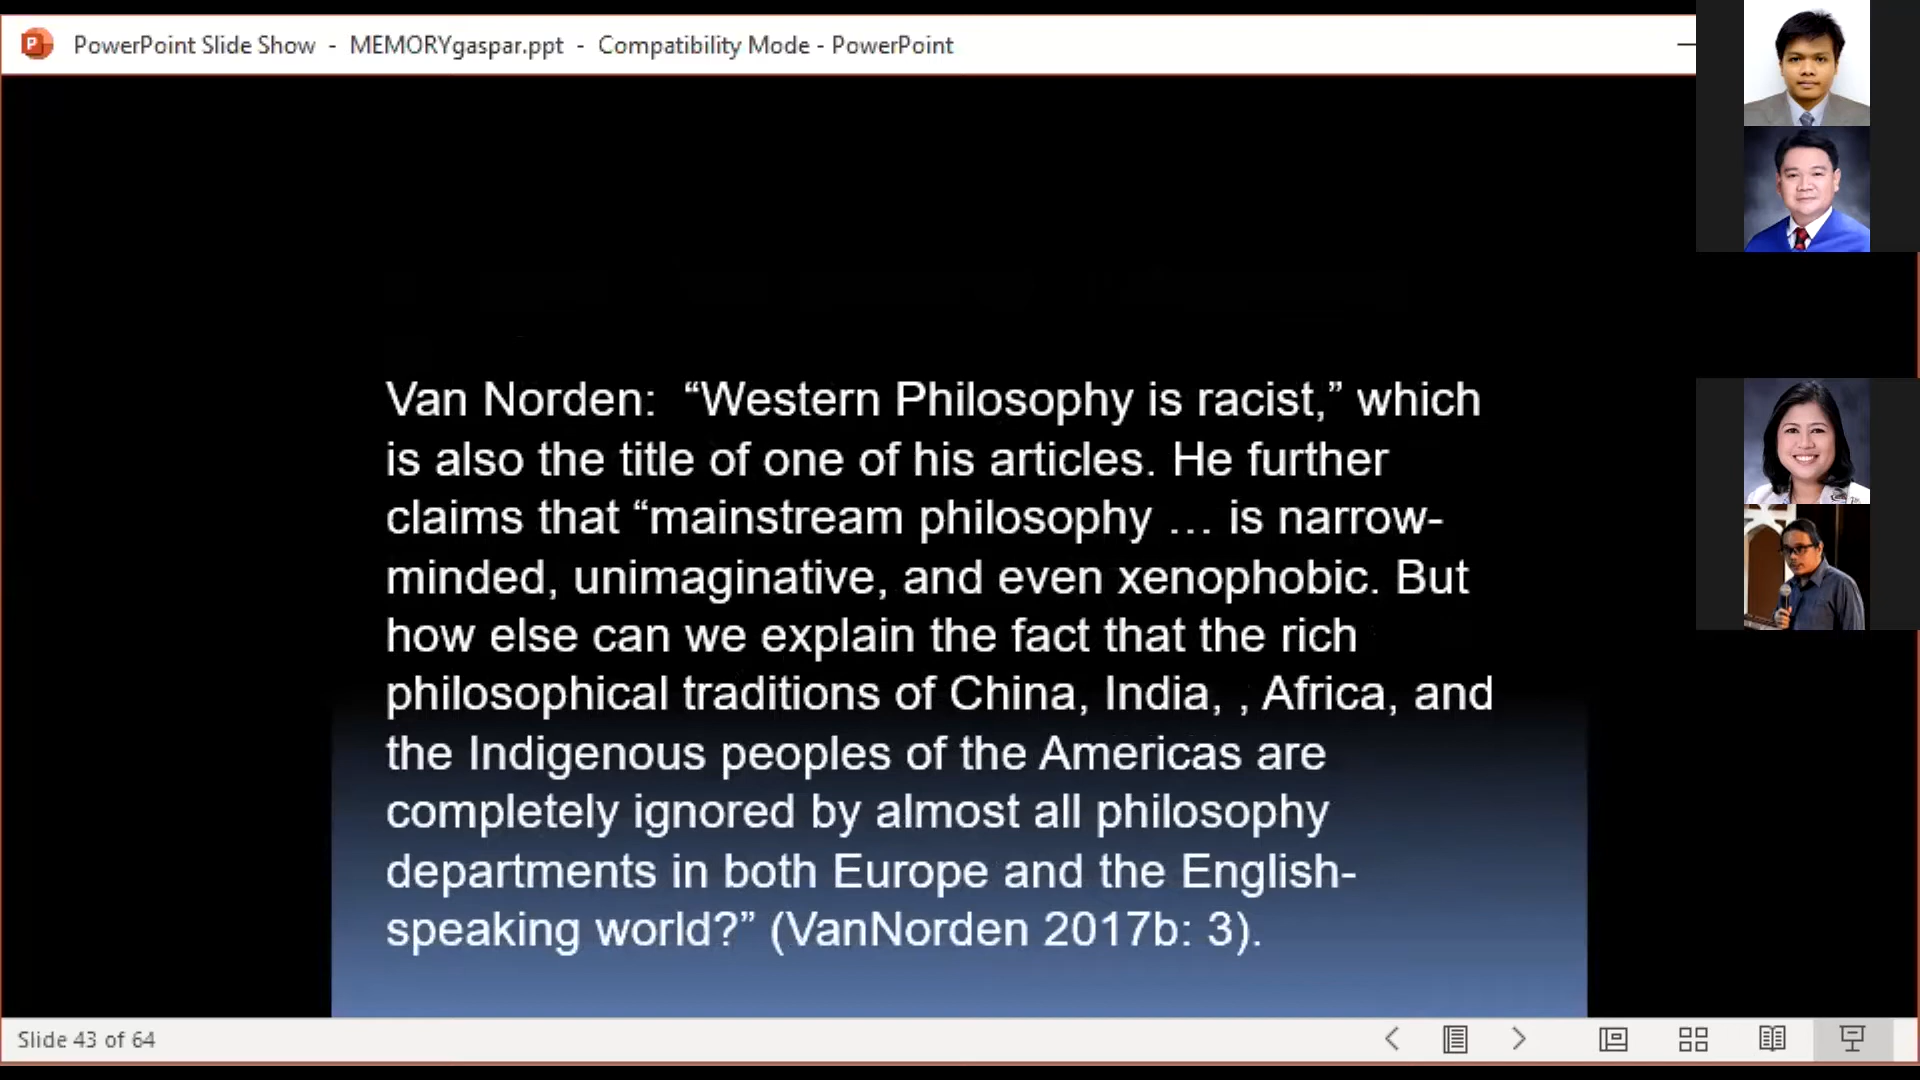 PowerPoint Slide Show - MEMORYgaspar.ppt - Compatibility Mode - PowerPoint
Van Norden: “Western Philosophy is racist,” which
is also the title of one of his articles. He further
claims that “mainstream philosophy … is narrow-
minded, unimaginative, and even xenophobic. But
how else can we explain the fact that the rich
philosophical traditions of China, India, , Africa, and
the Indigenous peoples of the Americas are
completely ignored by almost all philosophy
departments in both Europe and the English-
speaking world?” (VanNorden 2017b: 3).
Slide 43 of 64